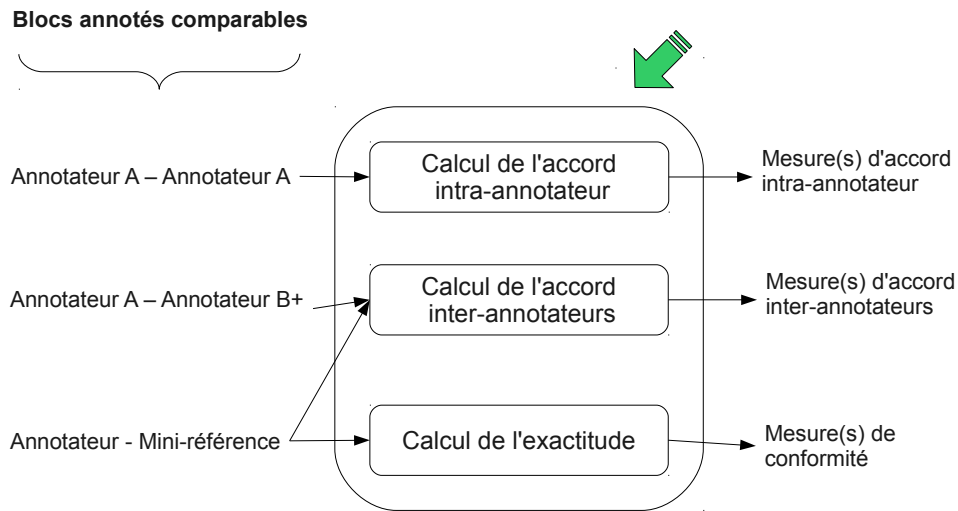 Blocs annotés comparables
Annotateur A – Annotateur A
Calcul de l'accord
intra-annotateur
Mesure(s) d'accord
intra-annotateur
Annotateur A – Annotateur B+
Calcul de l'accord
inter-annotateurs
Mesure(s) d'accord
inter-annotateurs
Annotateur - Mini-référence
Calcul de l'exactitude
Mesure(s) de
conformité